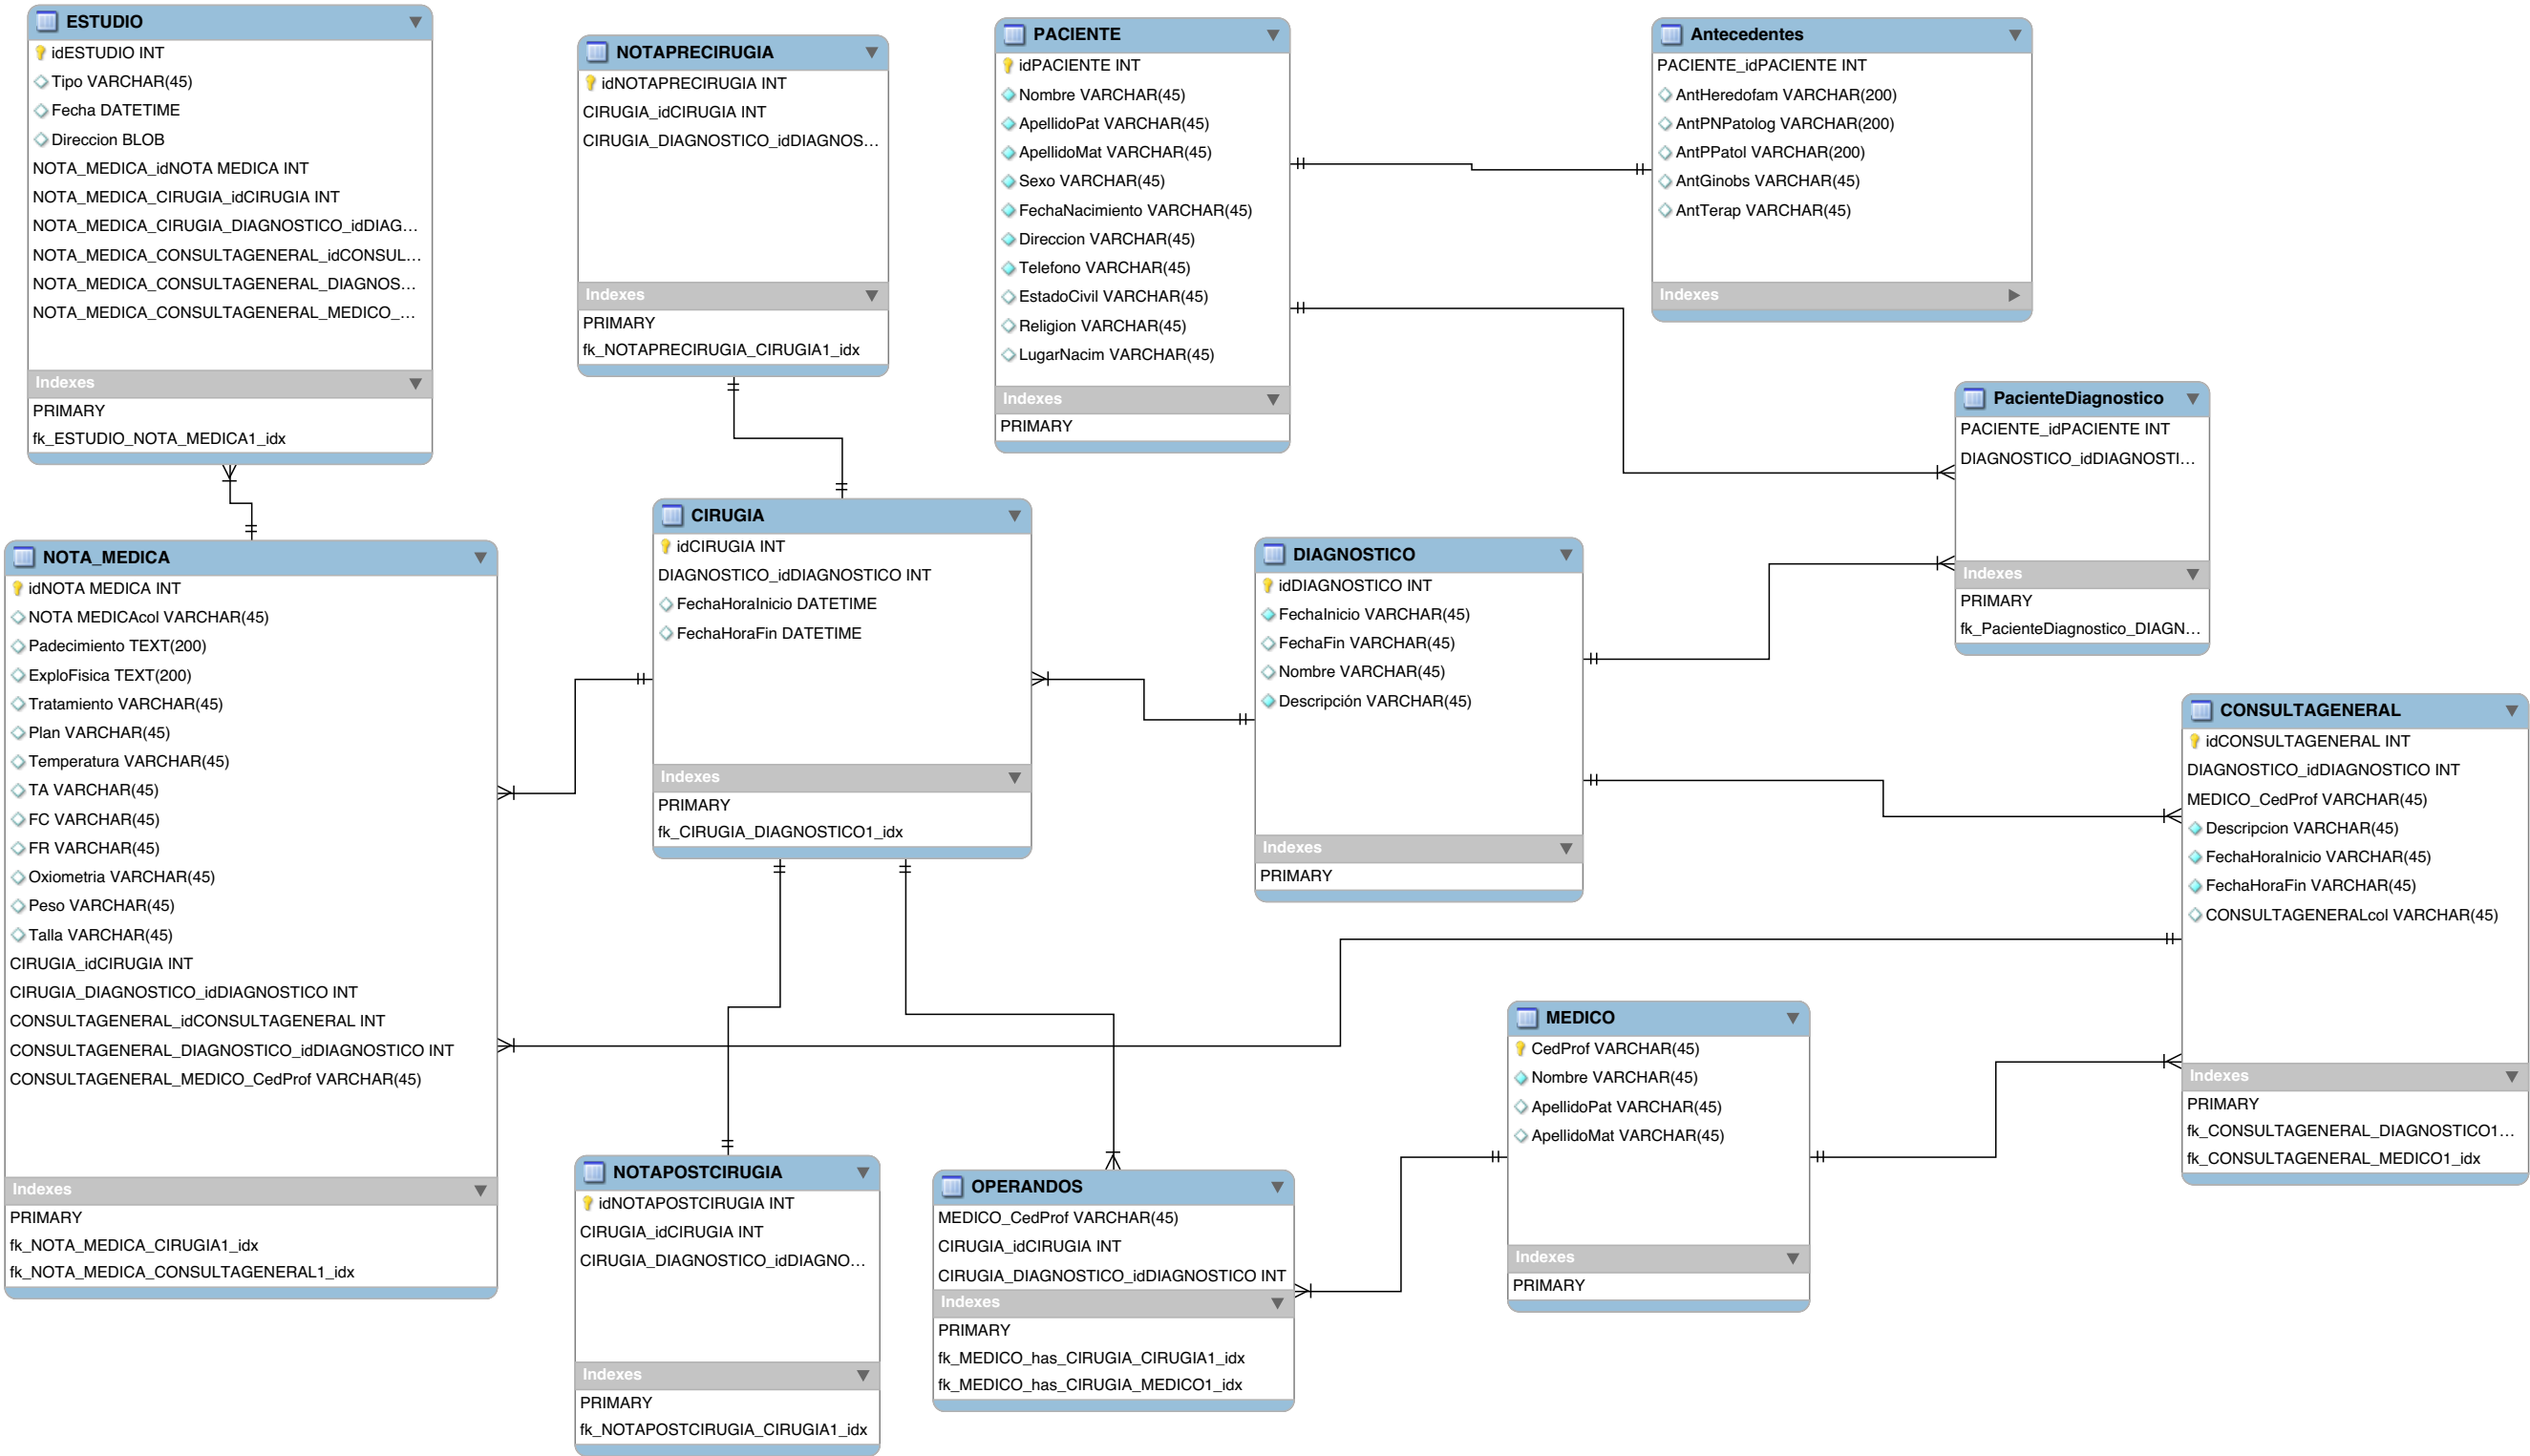 ESTUDIO
idESTUDIO INT
Tipo VARCHAR(45)
Fecha DATETIME
Direccion BLOB
NOTA_MEDICA_idNOTA MEDICA INT
NOTA_MEDICA_CIRUGIA_idCIRUGIA INT
NOTA_MEDICA_CIRUGIA_DIAGNOSTICO_idDIAG...
NOTA_MEDICA_CONSULTAGENERAL_idCONSUL...
NOTA_MEDICA_CONSULTAGENERAL_DIAGNOS...
NOTA_MEDICA_CONSULTAGENERAL_MEDICO_...
Indexes
PRIMARY
fk_ESTUDIO_NOTA_MEDICA1_idx
NOTAPRECIRUGIA
idNOTAPRECIRUGIA INT
CIRUGIA_idCIRUGIA INT
CIRUGIA_DIAGNOSTICO_idDIAGNOS...
Indexes
PRIMARY
fk_NOTAPRECIRUGIA_CIRUGIA1_idx
PACIENTE
idPACIENTE INT
Nombre VARCHAR(45)
ApellidoPat VARCHAR(45)
ApellidoMat VARCHAR(45)
Sexo VARCHAR(45)
FechaNacimiento VARCHAR(45)
Direccion VARCHAR(45)
Telefono VARCHAR(45)
EstadoCivil VARCHAR(45)
Religion VARCHAR(45)
LugarNacim VARCHAR(45)
Indexes
PRIMARY
Antecedentes
PACIENTE_idPACIENTE INT
AntHeredofam VARCHAR(200)
AntPNPatolog VARCHAR(200)
AntPPatol VARCHAR(200)
AntGinobs VARCHAR(45)
AntTerap VARCHAR(45)
Indexes
PacienteDiagnostico
PACIENTE_idPACIENTE INT
DIAGNOSTICO_idDIAGNOSTI...
Indexes
PRIMARY
fk_PacienteDiagnostico_DIAGN...
NOTA_MEDICA
idNOTA MEDICA INT
NOTA MEDICAcol VARCHAR(45)
Padecimiento TEXT(200)
ExploFisica TEXT(200)
Tratamiento VARCHAR(45)
Plan VARCHAR(45)
Temperatura VARCHAR(45)
TA VARCHAR(45)
FC VARCHAR(45)
FR VARCHAR(45)
Oxiometria VARCHAR(45)
Peso VARCHAR(45)
Talla VARCHAR(45)
CIRUGIA_idCIRUGIA INT
CIRUGIA_DIAGNOSTICO_idDIAGNOSTICO INT
CONSULTAGENERAL_idCONSULTAGENERAL INT
CONSULTAGENERAL_DIAGNOSTICO_idDIAGNOSTICO INT
CONSULTAGENERAL_MEDICO_CedProf VARCHAR(45)
Indexes
PRIMARY
fk_NOTA_MEDICA_CIRUGIA1_idx
fk_NOTA_MEDICA_CONSULTAGENERAL1_idx
CIRUGIA
idCIRUGIA INT
DIAGNOSTICO_idDIAGNOSTICO INT
FechaHoraInicio DATETIME
FechaHoraFin DATETIME
Indexes
PRIMARY
fk_CIRUGIA_DIAGNOSTICO1_idx
DIAGNOSTICO
idDIAGNOSTICO INT
FechaInicio VARCHAR(45)
FechaFin VARCHAR(45)
Nombre VARCHAR(45)
Descripción VARCHAR(45)
Indexes
PRIMARY
CONSULTAGENERAL
idCONSULTAGENERAL INT
DIAGNOSTICO_idDIAGNOSTICO INT
MEDICO_CedProf VARCHAR(45)
Descripcion VARCHAR(45)
FechaHoraInicio VARCHAR(45)
FechaHoraFin VARCHAR(45)
CONSULTAGENERALcol VARCHAR(45)
Indexes
PRIMARY
fk_CONSULTAGENERAL_DIAGNOSTICO1...
fk_CONSULTAGENERAL_MEDICO1_idx
NOTAPOSTCIRUGIA
idNOTAPOSTCIRUGIA INT
CIRUGIA_idCIRUGIA INT
CIRUGIA_DIAGNOSTICO_idDIAGNO...
Indexes
PRIMARY
fk_NOTAPOSTCIRUGIA_CIRUGIA1_idx
OPERANDOS
MEDICO_CedProf VARCHAR(45)
CIRUGIA_idCIRUGIA INT
CIRUGIA_DIAGNOSTICO_idDIAGNOSTICO INT
Indexes
PRIMARY
fk_MEDICO_has_CIRUGIA_CIRUGIA1_idx
fk_MEDICO_has_CIRUGIA_MEDICO1_idx
MEDICO
CedProf VARCHAR(45)
Nombre VARCHAR(45)
ApellidoPat VARCHAR(45)
ApellidoMat VARCHAR(45)
Indexes
PRIMARY